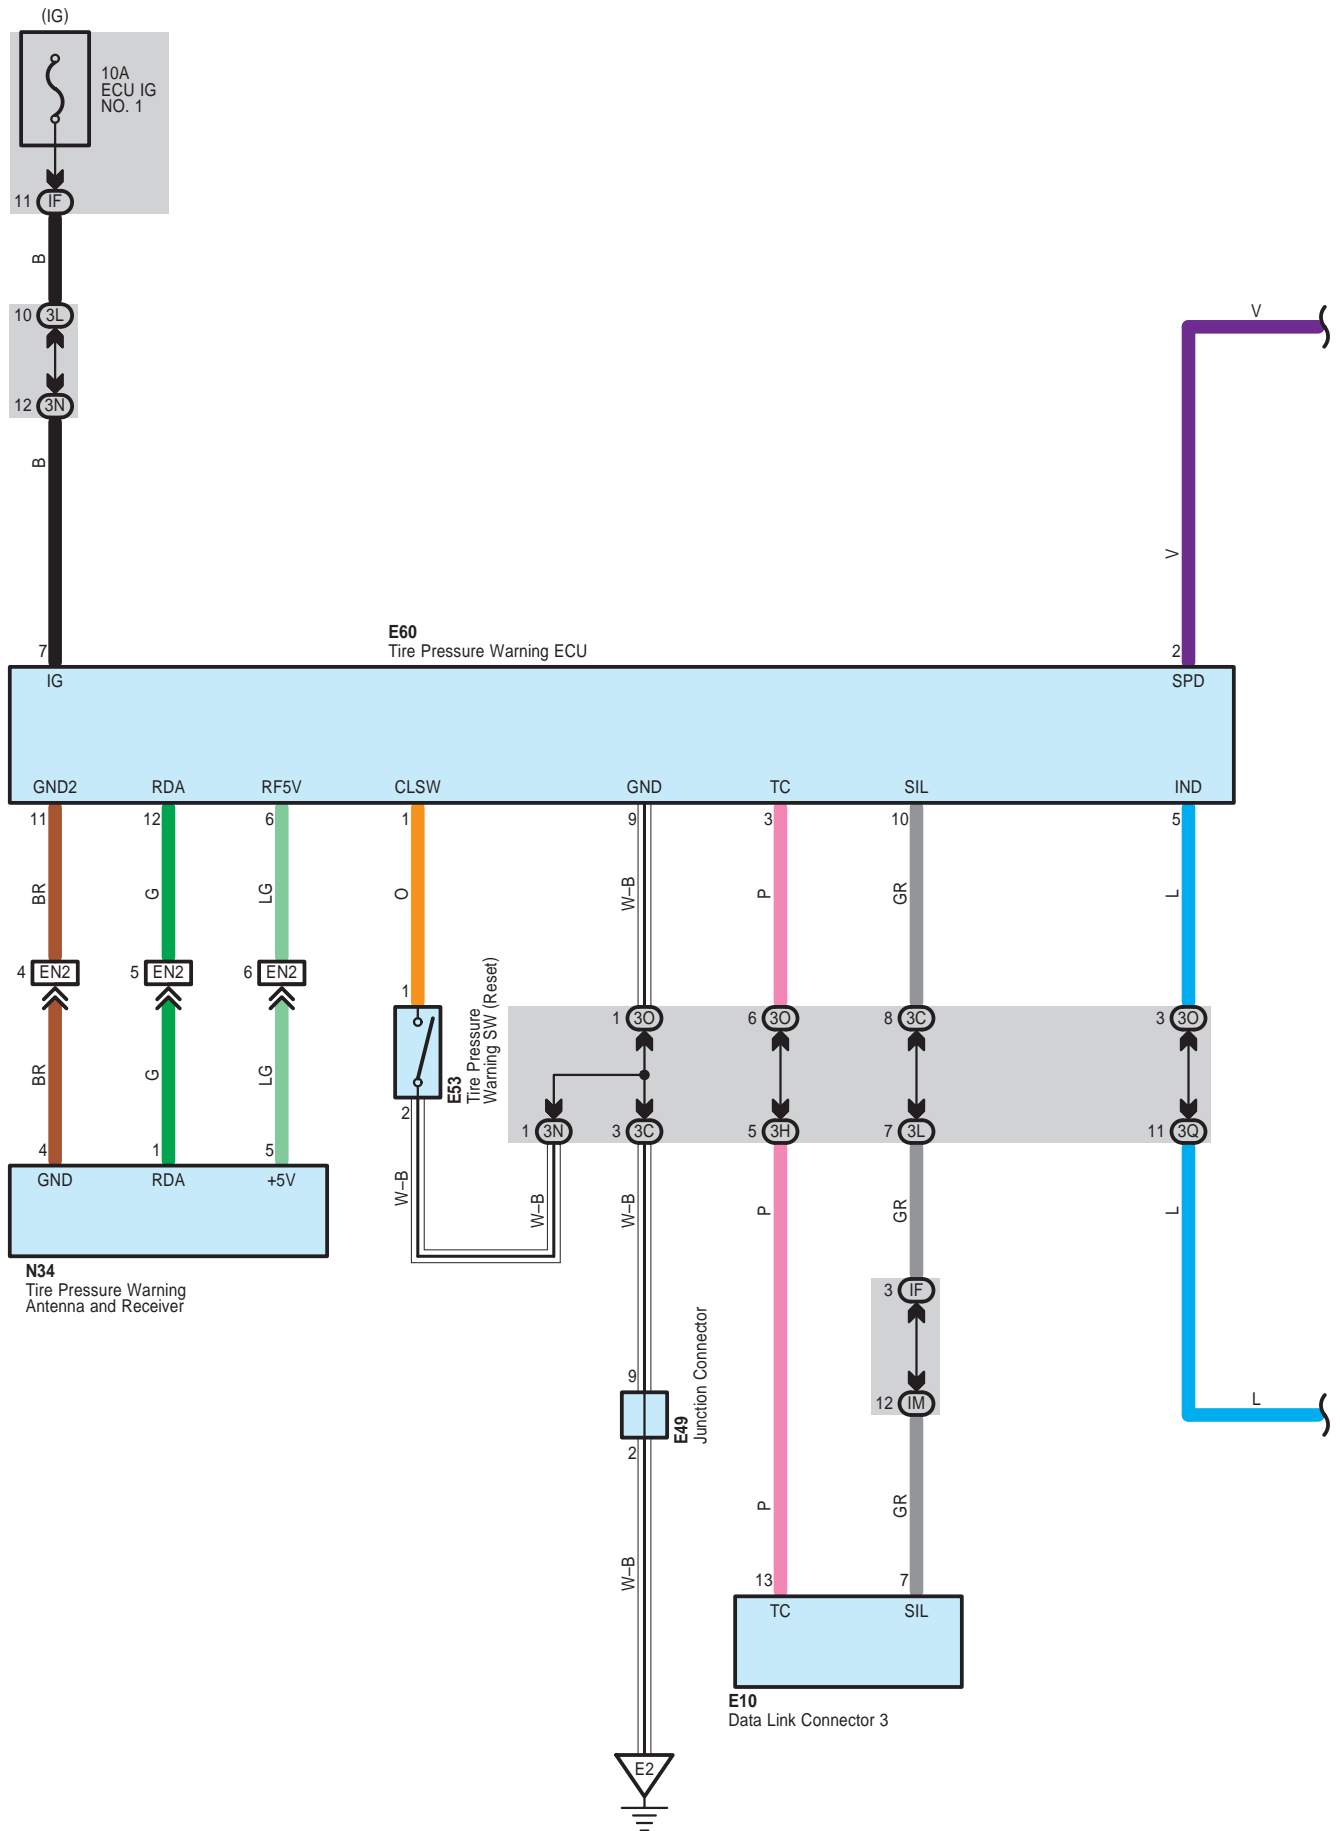 (IG)
10A
ECU IG
NO. 1
11 IF
B
10 3L
V
12 3N
B
V
E60
Tire Pressure Warning ECU
7
2
IG
SPD
GND2 RDA RF5V CLSW GND TC SIL IND
11 12 6 1 9 3 10 5
BR G LG O W–B P GR L
4 EN2 5 EN2 6 EN2
1
1 3O 6 3O 8 3C 3 3O
E53
Tire Pressure
Warning SW (Reset)
BR G LG
2
1 3N 3 3C 5 3H 7 3L 11 3Q
4 1 5
GND RDA +5V
W–B W–B W–B P GR L
N34
Tire Pressure Warning
Antenna and Receiver
3 IF
9
E49
Junction Connector
12 IM
L
2
P GR
W–B
13 7
TC SIL
E10
Data Link Connector 3
E2